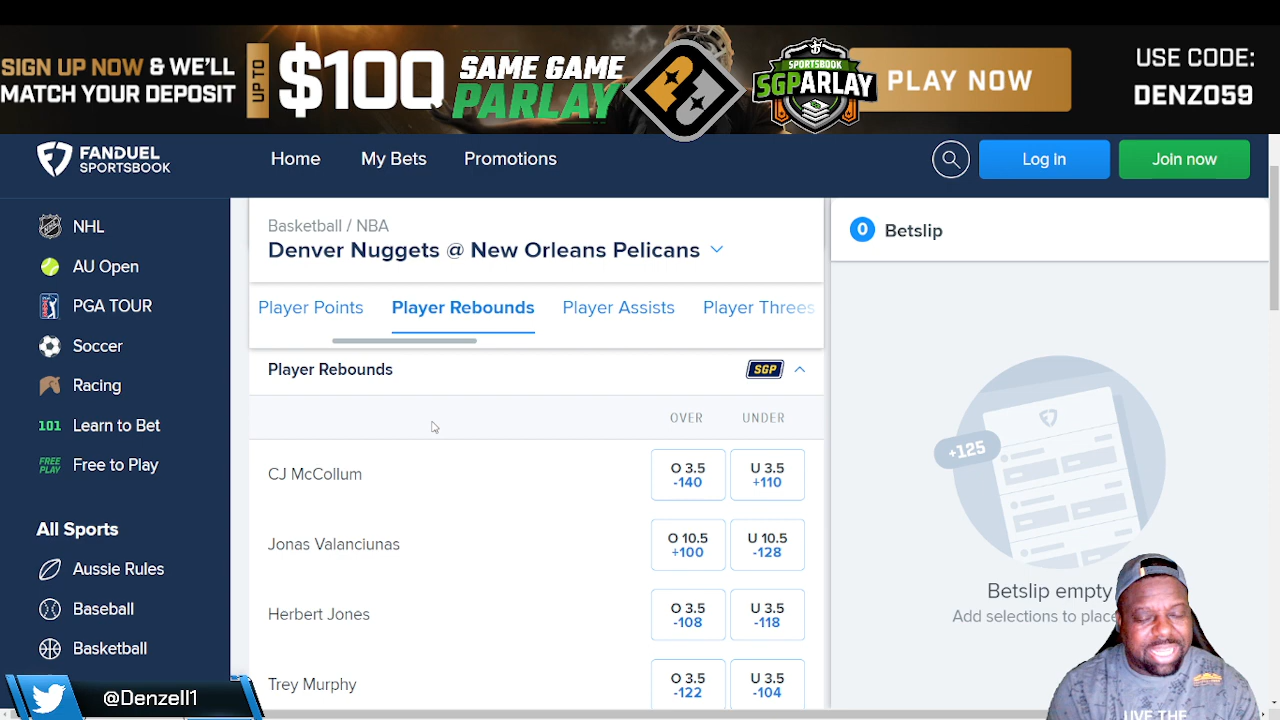 SIGN UP NOW & WE'LL
MATCH YOUR DEPOSIT
UP TO
$100
SAME GAME
PARLAY
SPORTSBOOK
SGPARLAY
PLAY NOW
USE CODE:
DENZO59
FANDUEL
SPORTSBOOK
Home
My Bets
Promotions
Log In
Join now
NHL
AU Open
PGA TOUR
Soccer
Racing
101
Learn to Bet
FREE
PLAY
Free to Play
All Sports
Aussie Rules
Baseball
Basketball
Basketball / NBA
Denver Nuggets @ New Orleans Pelicans
Player Points
Player Rebounds
Player Assists
Player Threes
Player Rebounds
SGP
OVER
UNDER
CJ McCollum
O 3.5
-140
U 3.5
+110
Jonas Valanciunas
O 10.5
+100
U 10.5
-128
Herbert Jones
O 3.5
-108
U 3.5
-118
Trey Murphy
O 3.5
-122
U 3.5
-104
0
Betslip
+125
Betslip empty
Add selections to place
@Denzell1
LIVE THE